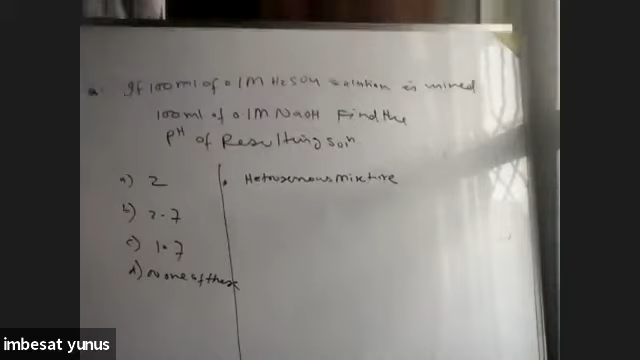 Q. If 100ml of 0.1M H2SO4 solution is mixed
100ml of 0.1M NaOH Find the
pH of Resulting soln
a) 2
b) 2.7
c) 1.7
d) None of these
. Hetrogenous mixture
imbesat yunus